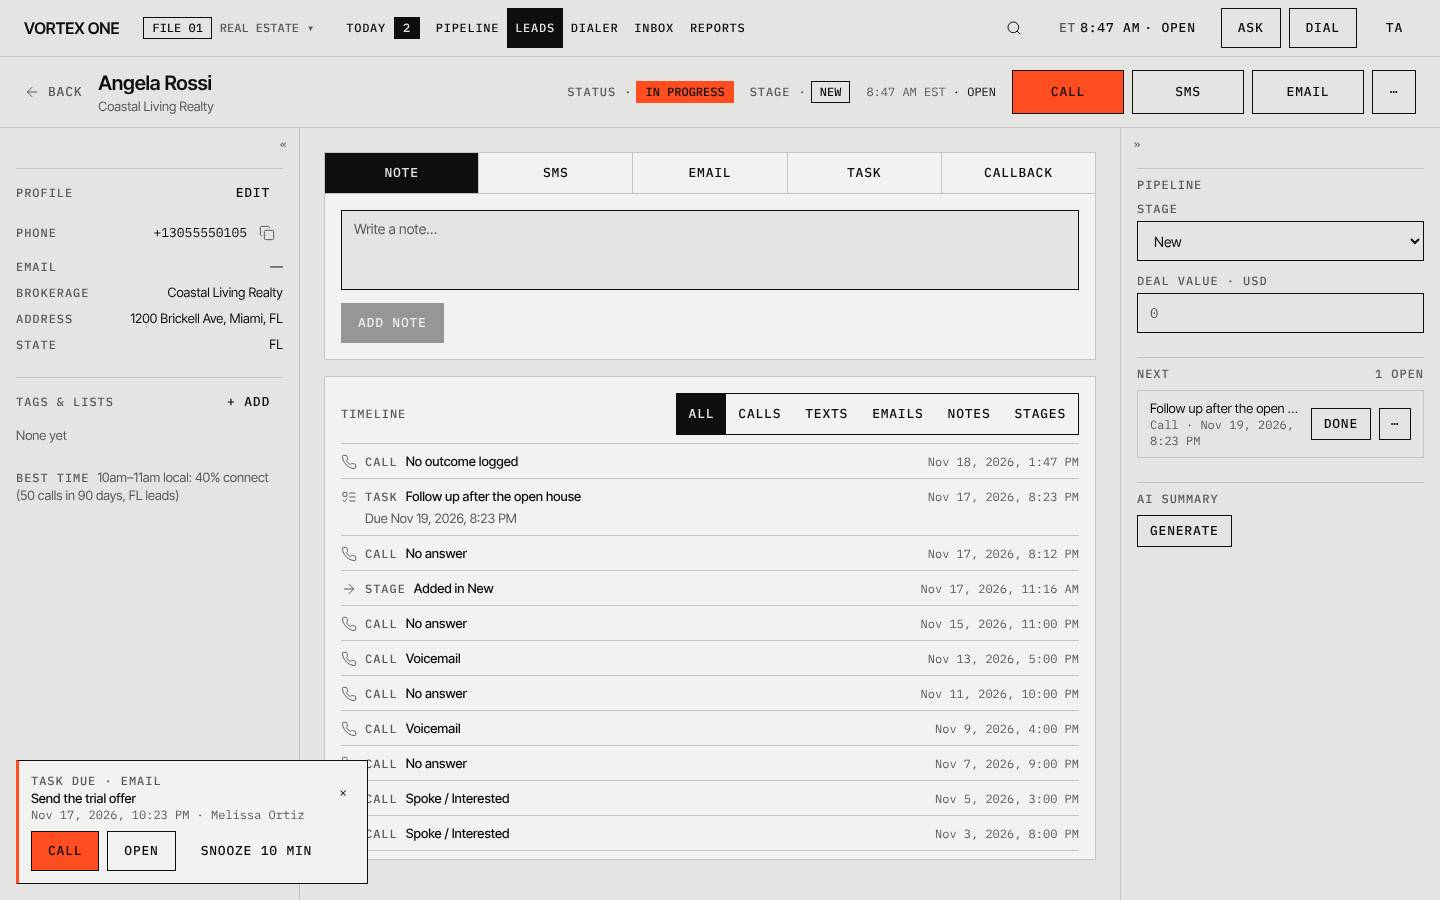 VORTEX ONE FILE 01 REAL ESTATE ▾ TODAY 2 PIPELINE LEADS DIALER INBOX REPORTS ET 8:47 AM · OPEN ASK DIAL TA
← BACK Angela Rossi
Coastal Living Realty
STATUS · IN PROGRESS STAGE · NEW 8:47 AM EST · OPEN CALL SMS EMAIL ⋯
«
PROFILE EDIT
PHONE +13055550105
EMAIL —
BROKERAGE Coastal Living Realty
ADDRESS 1200 Brickell Ave, Miami, FL
STATE FL
TAGS & LISTS + ADD
None yet
BEST TIME 10am–11am local: 40% connect
(50 calls in 90 days, FL leads)
NOTE SMS EMAIL TASK CALLBACK
Write a note...
ADD NOTE
TIMELINE ALL CALLS TEXTS EMAILS NOTES STAGES
CALL No outcome logged Nov 18, 2026, 1:47 PM
TASK Follow up after the open house Nov 17, 2026, 8:23 PM
Due Nov 19, 2026, 8:23 PM
CALL No answer Nov 17, 2026, 8:12 PM
STAGE Added in New Nov 17, 2026, 11:16 AM
CALL No answer Nov 15, 2026, 11:00 PM
CALL Voicemail Nov 13, 2026, 5:00 PM
CALL No answer Nov 11, 2026, 10:00 PM
CALL Voicemail Nov 9, 2026, 4:00 PM
CALL No answer Nov 7, 2026, 9:00 PM
CALL Spoke / Interested Nov 5, 2026, 3:00 PM
CALL Spoke / Interested Nov 3, 2026, 8:00 PM
»
PIPELINE
STAGE
New
DEAL VALUE · USD
0
NEXT 1 OPEN
Follow up after the open ...
Call · Nov 19, 2026,
8:23 PM
DONE ⋯
AI SUMMARY
GENERATE
TASK DUE · EMAIL
Send the trial offer
Nov 17, 2026, 10:23 PM · Melissa Ortiz
×
CALL OPEN SNOOZE 10 MIN